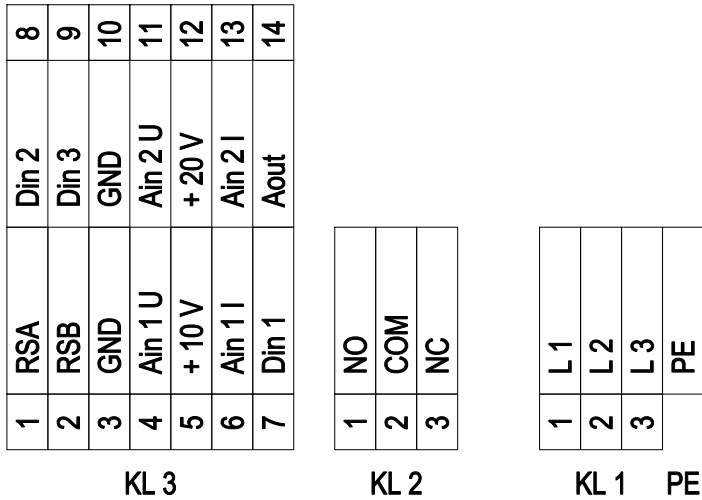 8 9 10 11 12 13 14
Din 2 Din 3 GND Ain 2 U + 20 V Ain 2 I Aout
RSA RSB GND Ain 1 U + 10 V Ain 1 I Din 1
1 2 3 4 5 6 7
KL 3
NO COM NC
1 2 3
KL 2
L 1 L 2 L 3 PE
1 2 3
KL 1 PE